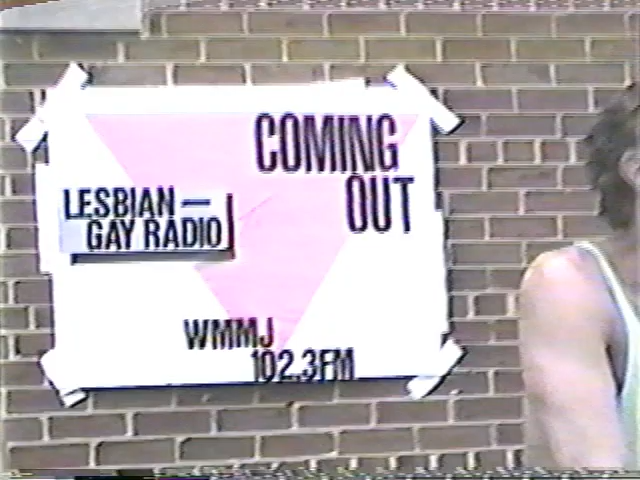 COMING
OUT
LESBIAN—
GAY RADIO
WMMJ
102.3FM